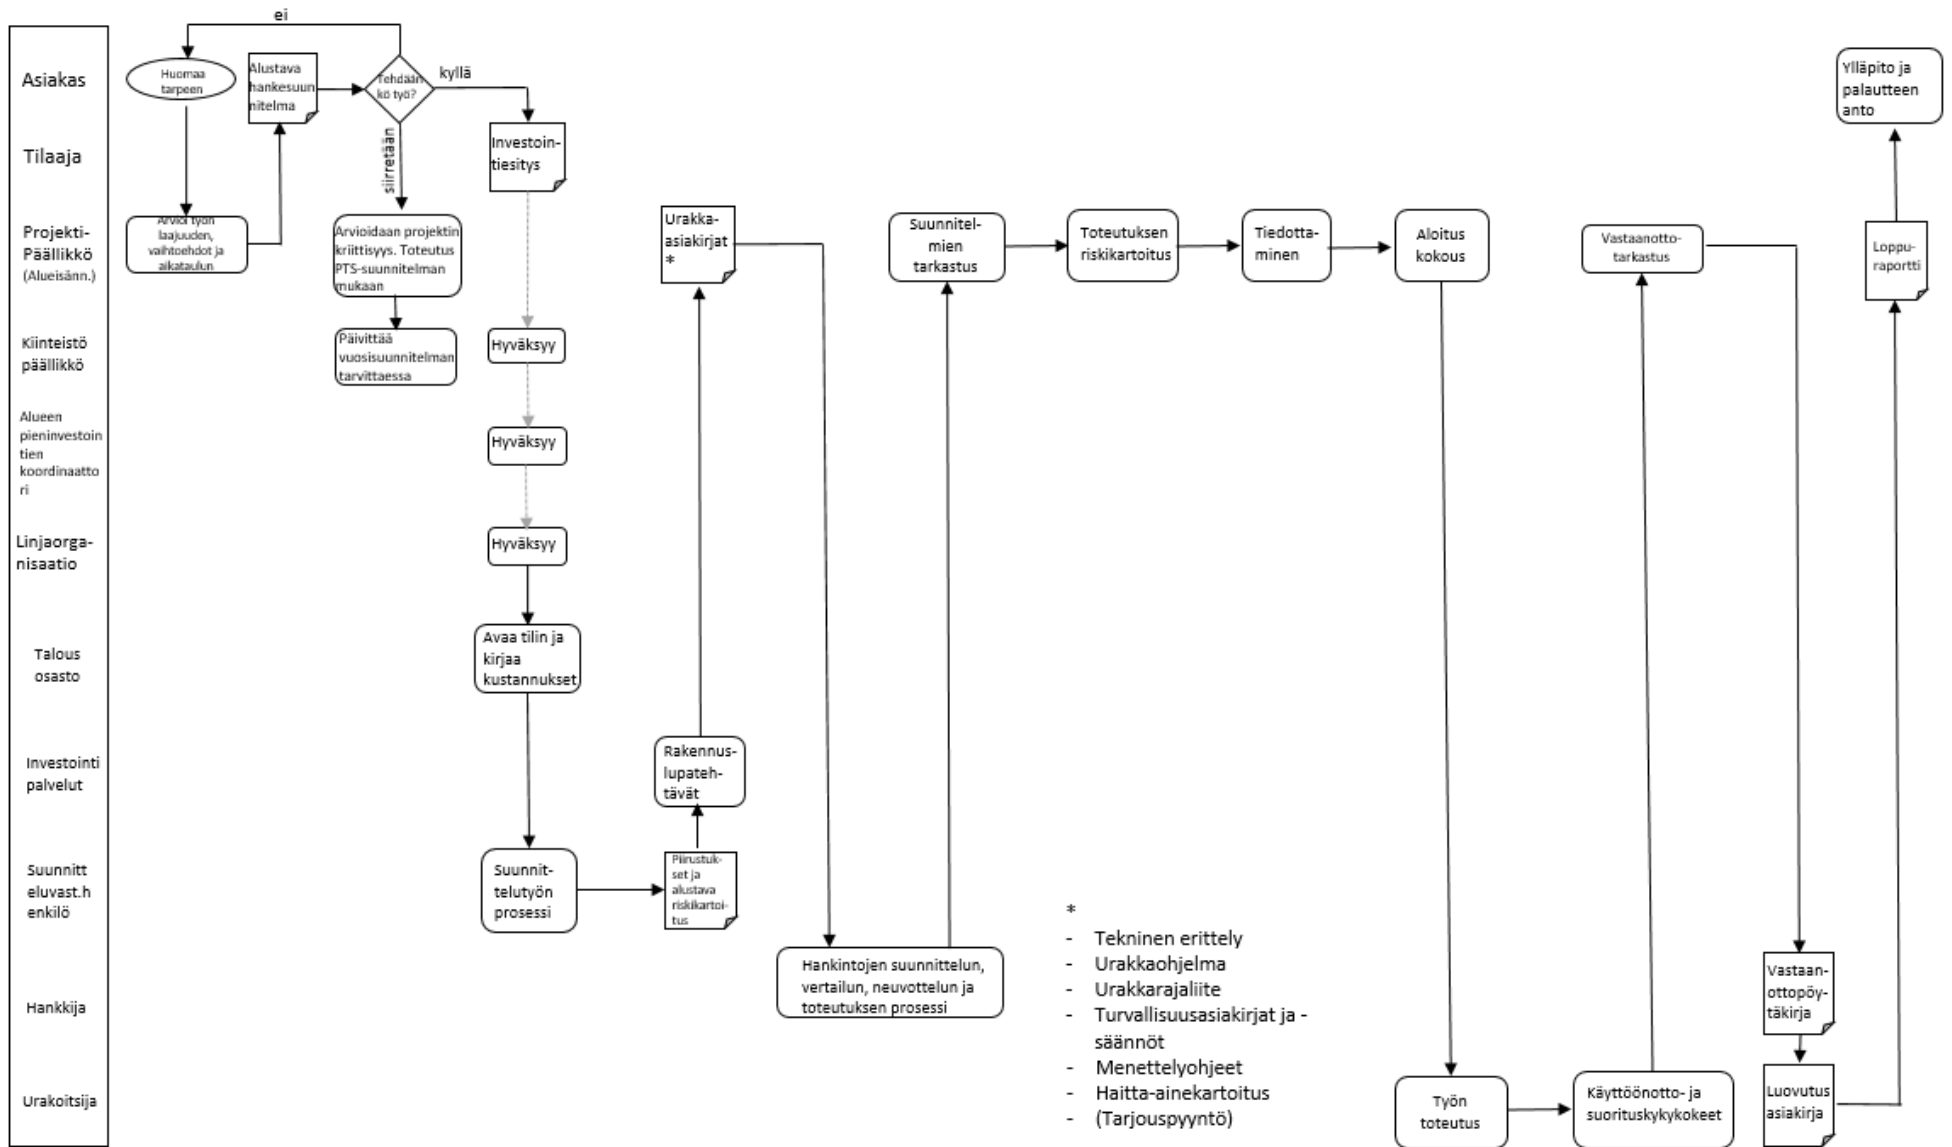 ei
Asiakas
Tilaaja
Projekti-
Päällikkö
(Alueisänn.)
Kiinteistö
päällikkö
Alueen
pieninvestoin
tien
koordinaatto
ri
Linjaorga-
nisaatio
Talous
osasto
Investointi
palvelut
Suunnitt
eluvast.h
enkilö
Hankkija
Urakoitsija
Huomaa
tarpeen
Alustava
hankesuun
nitelma
Tehdään
kö työ?
kyllä
siirretään
Investoin-
tiesitys
Arvioi työn
laajuuden,
vaihtoehdot ja
aikataulun
Arvioidaan projektin
kriittisyys. Toteutus
PTS-suunnitelman
mukaan
Päivittää
vuosisuunnitelman
tarvittaessa
Hyväksyy
Hyväksyy
Hyväksyy
Avaa tilin ja
kirjaa
kustannukset
Suunnit-
telutyön
prosessi
Piirustuk-
set ja
alustava
riskikartoi-
tus
Rakennus-
lupateh-
tävät
Urakka-
asiakirjat
*
Hankintojen suunnittelun,
vertailun, neuvottelun ja
toteutuksen prosessi
Suunnitel-
mien
tarkastus
Toteutuksen
riskikartoitus
Tiedotta-
minen
Aloitus
kokous
Työn
toteutus
Käyttöönotto- ja
suorituskykykokeet
Vastaanotto-
tarkastus
Vastaan-
ottopöy-
täkirja
Luovutus
asiakirja
Loppu-
raportti
Ylläpito ja
palautteen
anto
*
- Tekninen erittely
- Urakkaohjelma
- Urakkarajaliite
- Turvallisuusasiakirjat ja -
säännöt
- Menettelyohjeet
- Haitta-ainekartoitus
- (Tarjouspyyntö)